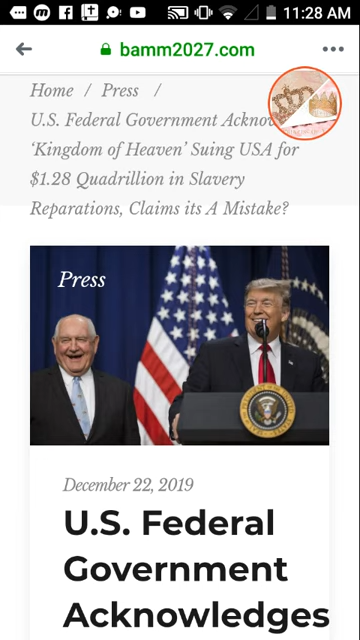 11:28 AM
bamm2027.com
Home / Press /
U.S. Federal Government
‘Kingdom of Heaven’ Suing USA for
$1.28 Quadrillion in Slavery
Reparations, Claims its A Mistake?
Press
December 22, 2019
U.S. Federal
Government
Acknowledges